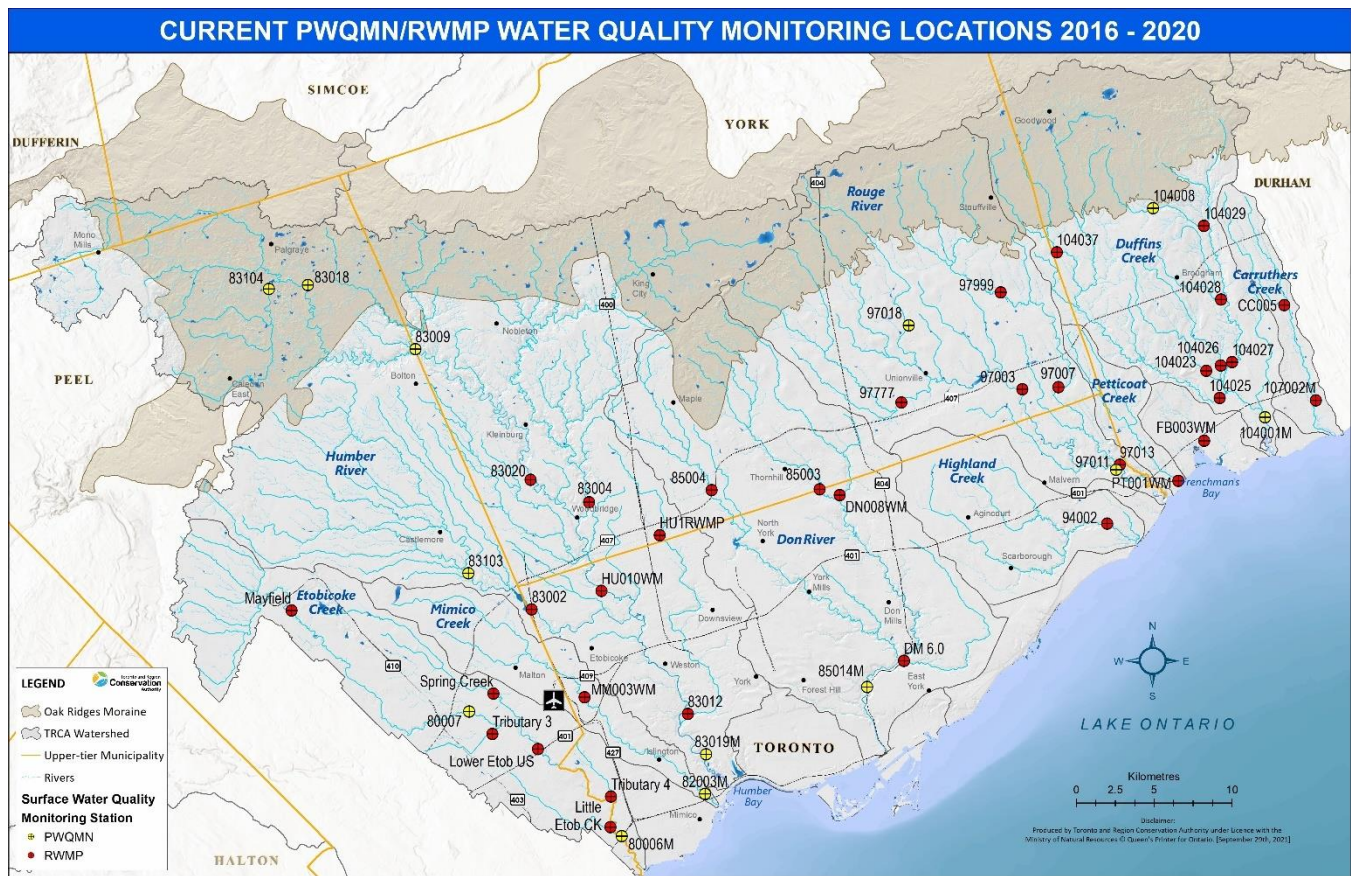 CURRENT PWQMN/RWMP WATER QUALITY MONITORING LOCATIONS 2016 - 2020
SIMCOE
YORK
DUFFERIN
DURHAM
PEEL
HALTON
TORONTO
Goodwood
404
Rouge
River
Stouffville
104008
104029
Mono
Mills
Palgrave
104037
Duffins
Creek
83104
83018
King
City
Brougham
Carruthers
Creek
104028
CC005
97999
400
97018
83009
Nobleton
Bolton
Caledon
East
Unionville
104026
104027
104023
104025
107002M
97003
97007
Petticoat
Creek
97777
407
Maple
104001M
FB003WM
Kleinburg
Humber
River
83020
83004
Woodbridge
85004
Thornhill
85003
404
DN008WM
Highland
Creek
Malvern
97011
97013
401
PT001WM
Frenchman's
Bay
94002
Agincourt
Scarborough
HU1RWMP
407
North
York
Don River
401
Castlemore
83103
HU010WM
83002
York
Mills
Don
Mills
Downsview
Mayfield
Etobicoke
Creek
Mimico
Creek
Etobicoke
Weston
York
Forest Hill
DM 6.0
85014M
East
York
410
Malton
409
MM003WM
Spring Creek
83012
80007
Tributary 3
401
Lower Etob US
427
Islington
83019M
82003M
Humber
Bay
Tributary 4
403
Little
Etob CK
Mimico
80006M
N
W
E
S
LAKE ONTARIO
Kilometres
0 2.5 5 10
Disclaimer:
Produced by Toronto and Region Conservation Authority under Licence with the
Ministry of Natural Resources © Queen's Printer for Ontario. [September 29th, 2021]
LEGEND
Toronto and Region
Conservation
Authority
Oak Ridges Moraine
TRCA Watershed
Upper-tier Municipality
Rivers
Surface Water Quality
Monitoring Station
PWQMN
RWMP